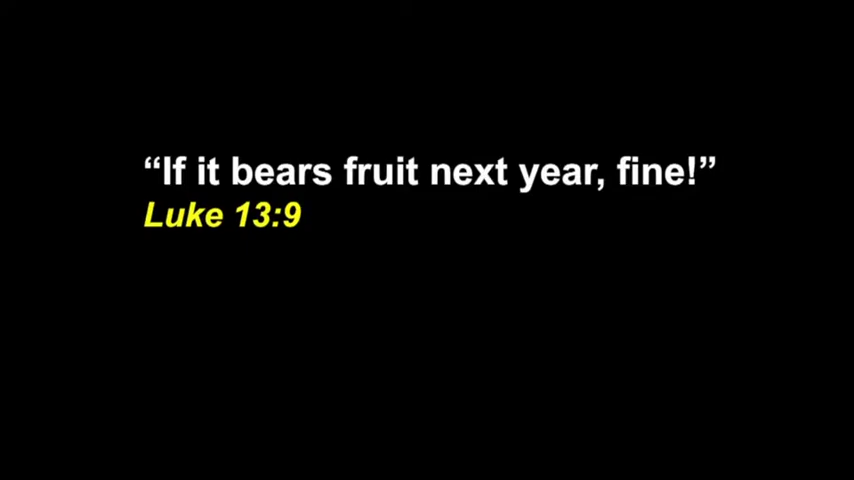 “If it bears fruit next year, fine!”
Luke 13:9